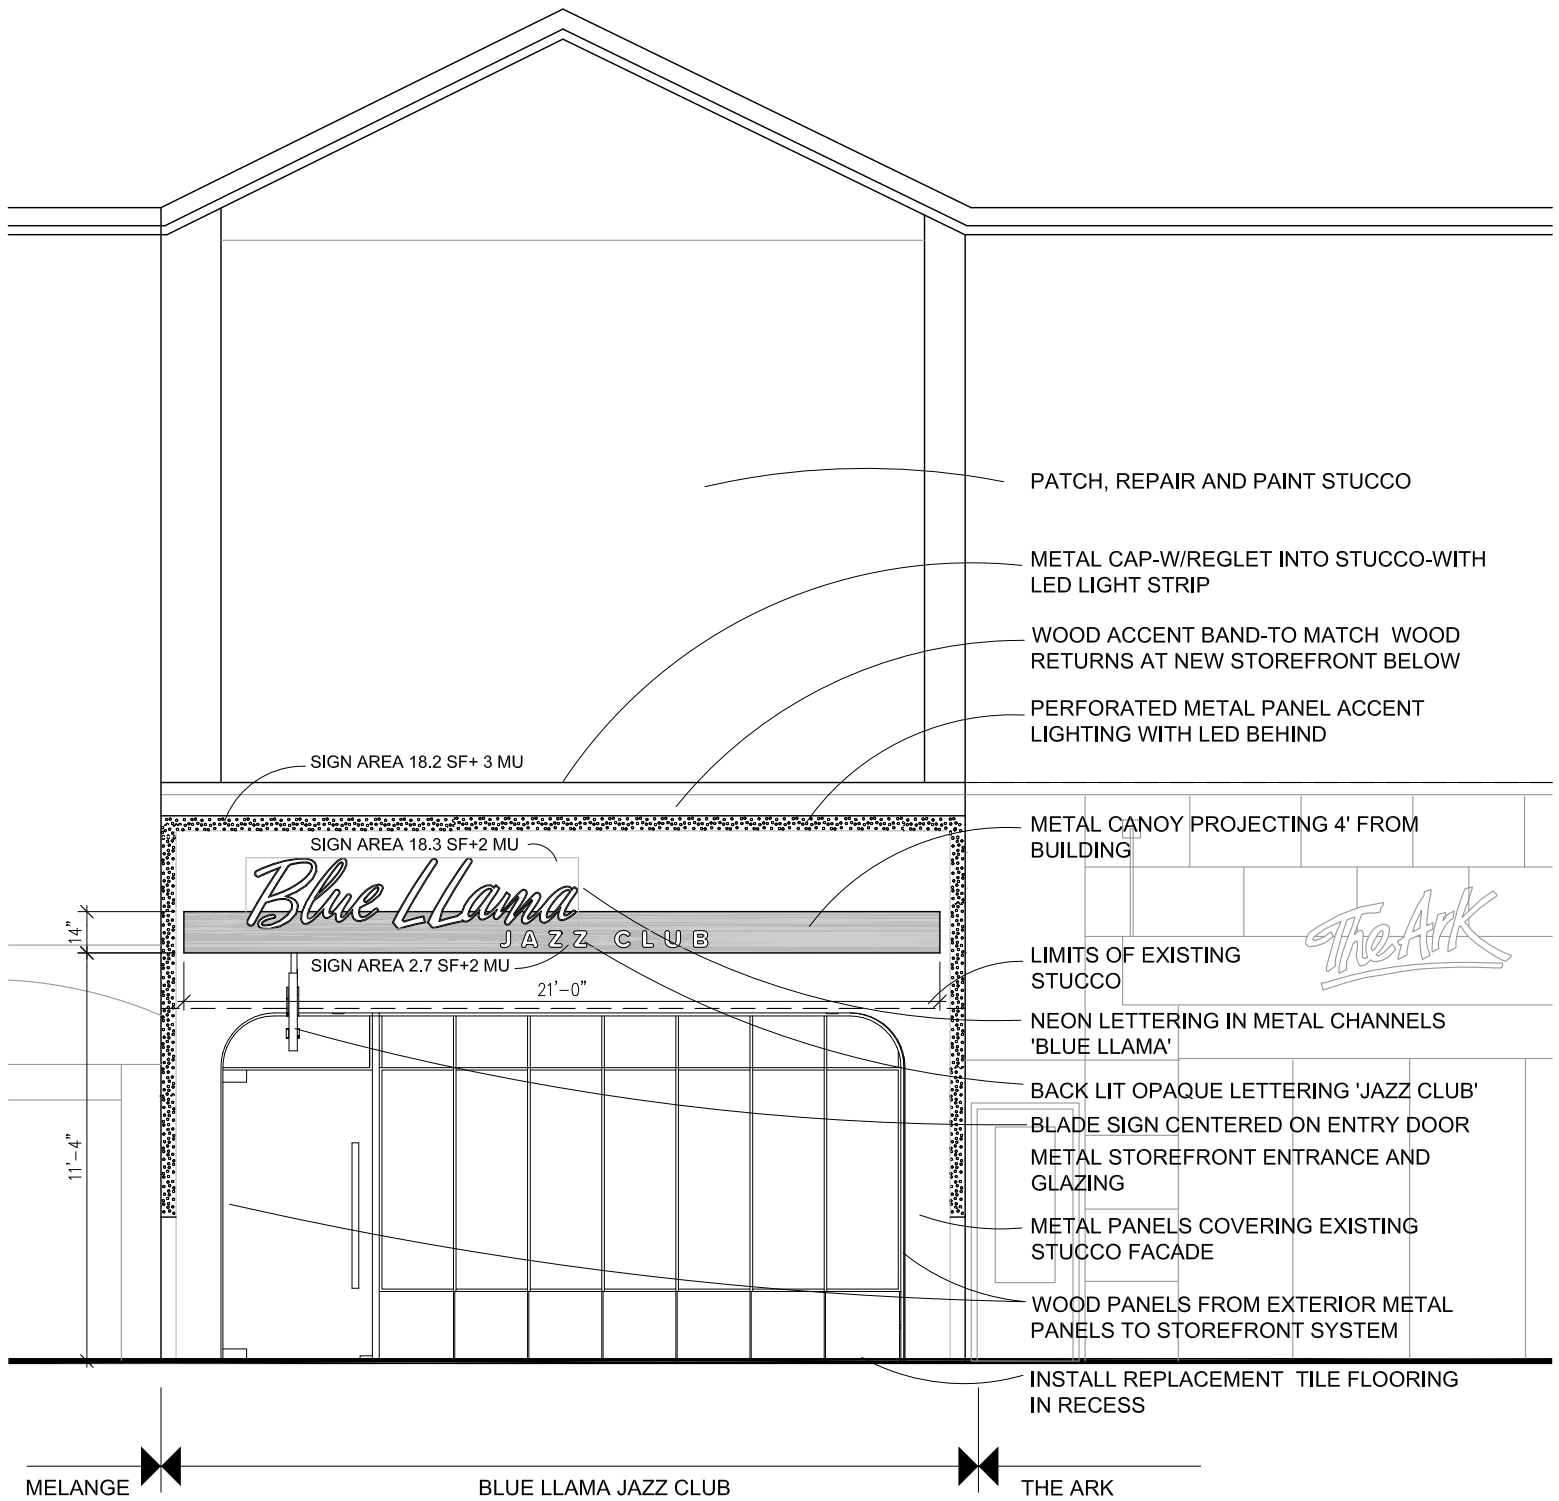 PATCH, REPAIR AND PAINT STUCCO
METAL CAP-W/REGLET INTO STUCCO-WITH
LED LIGHT STRIP
WOOD ACCENT BAND-TO MATCH WOOD
RETURNS AT NEW STOREFRONT BELOW
PERFORATED METAL PANEL ACCENT
LIGHTING WITH LED BEHIND
SIGN AREA 18.2 SF+ 3 MU
METAL CANOY PROJECTING 4' FROM
BUILDING
SIGN AREA 18.3 SF+2 MU
Blue LLama
JAZZ CLUB
14"
The Ark
SIGN AREA 2.7 SF+2 MU
LIMITS OF EXISTING
STUCCO
21'-0"
NEON LETTERING IN METAL CHANNELS
'BLUE LLAMA'
BACK LIT OPAQUE LETTERING 'JAZZ CLUB'
BLADE SIGN CENTERED ON ENTRY DOOR
METAL STOREFRONT ENTRANCE AND
GLAZING
11'-4"
METAL PANELS COVERING EXISTING
STUCCO FACADE
WOOD PANELS FROM EXTERIOR METAL
PANELS TO STOREFRONT SYSTEM
INSTALL REPLACEMENT TILE FLOORING
IN RECESS
MELANGE
BLUE LLAMA JAZZ CLUB
THE ARK